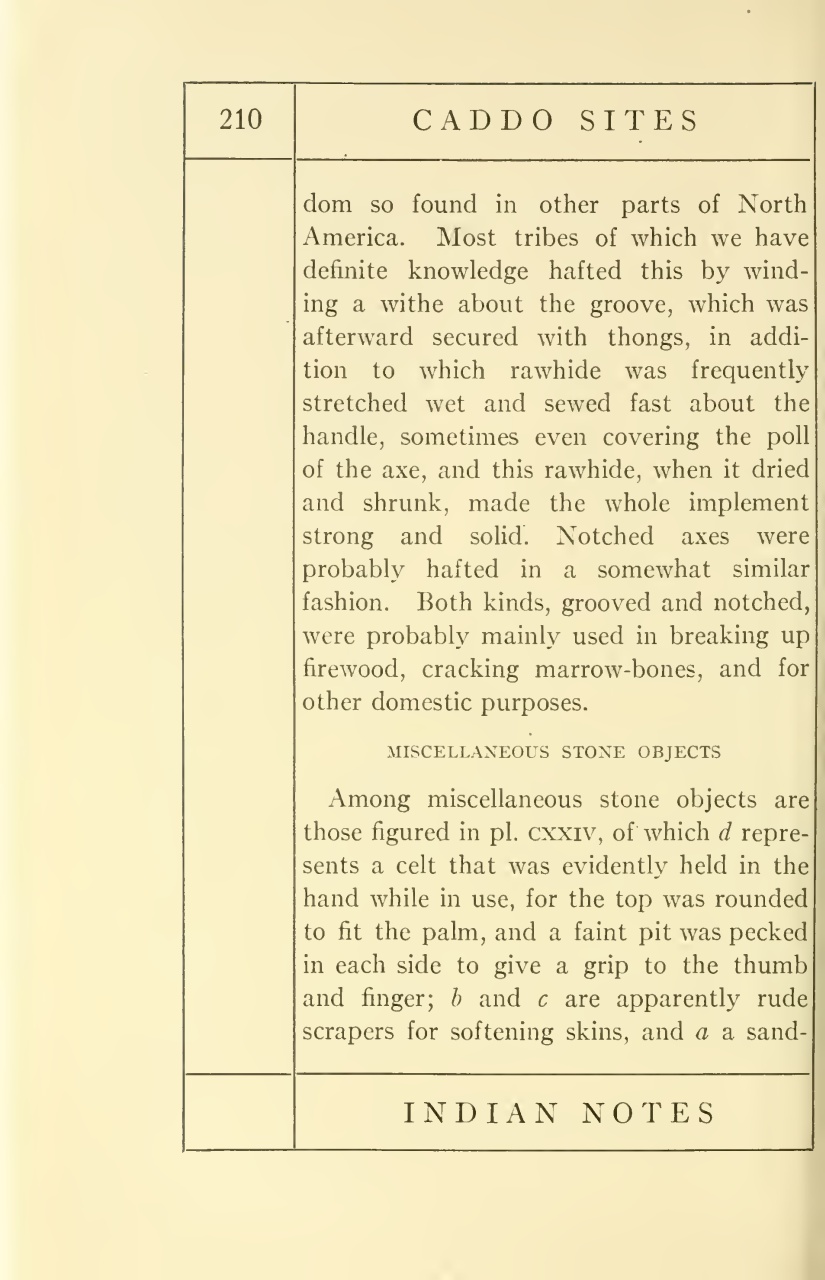 210
CADDO SITES
dom so found in other parts of North
America. Most tribes of which we have
definite knowledge hafted this by wind-
ing a withe about the groove, which was
afterward secured with thongs, in addi-
tion to which rawhide was frequently
stretched wet and sewed fast about the
handle, sometimes even covering the poll
of the axe, and this rawhide, when it dried
and shrunk, made the whole implement
strong and solid. Notched axes were
probably hafted in a somewhat similar
fashion. Both kinds, grooved and notched,
were probably mainly used in breaking up
firewood, cracking marrow-bones, and for
other domestic purposes.
MISCELLANEOUS STONE OBJECTS
Among miscellaneous stone objects are
those figured in pl. CXXIV, of which d repre-
sents a celt that was evidently held in the
hand while in use, for the top was rounded
to fit the palm, and a faint pit was pecked
in each side to give a grip to the thumb
and finger; b and c are apparently rude
scrapers for softening skins, and a a sand-
INDIAN NOTES